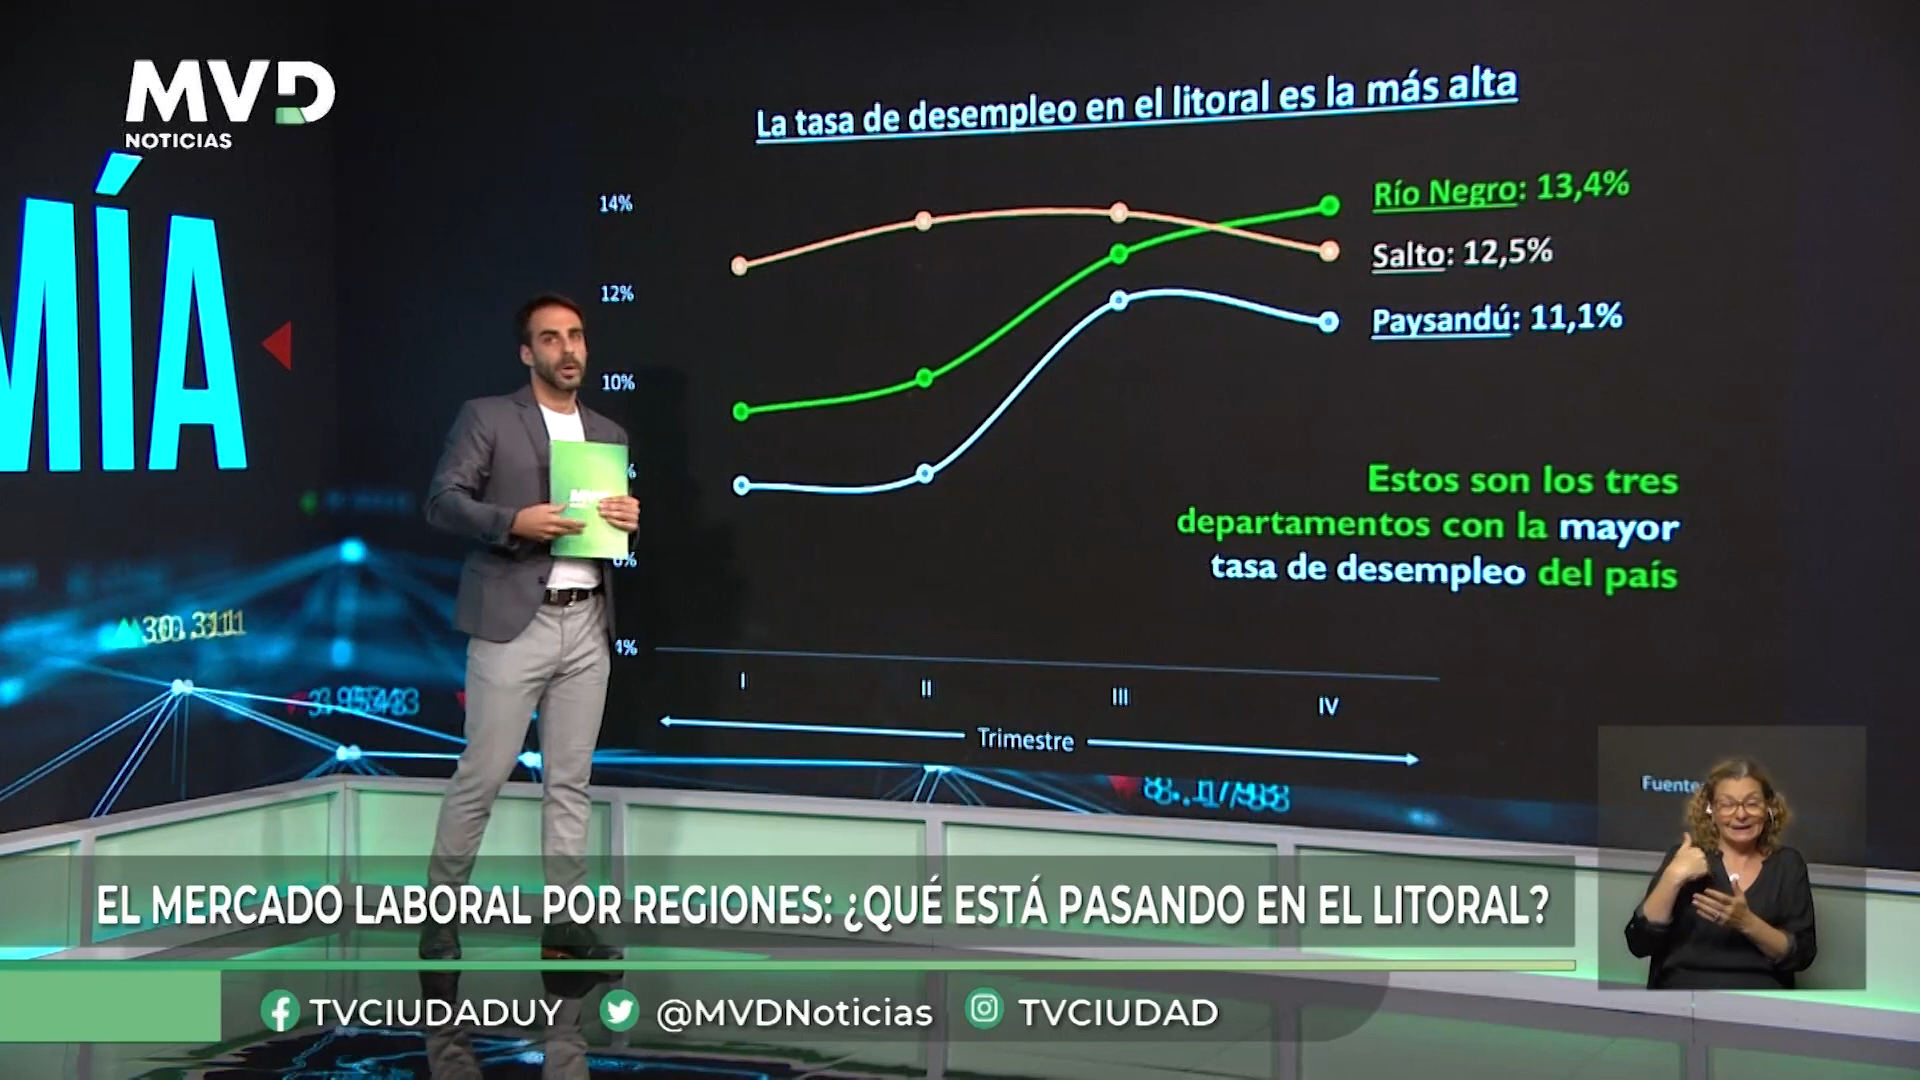 MVD
NOTICIAS
MÍA
La tasa de desempleo en el litoral es la más alta
14%
12%
10%
6%
4%
Río Negro: 13,4%
Salto: 12,5%
Paysandú: 11,1%
Estos son los tres
departamentos con la mayor
tasa de desempleo del país
I
II
III
IV
Trimestre
Fuente
EL MERCADO LABORAL POR REGIONES: ¿QUÉ ESTÁ PASANDO EN EL LITORAL?
TVCIUDADUY
@MVDNoticias
TVCIUDAD